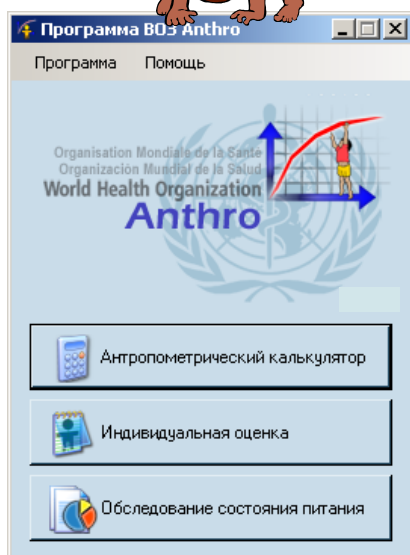 Программа ВОЗ Anthro
Программа Помощь
Organisation Mondiale de la Santé
Organización Mundial de la Salud
World Health Organization
Anthro
Антропометрический калькулятор
Индивидуальная оценка
Обследование состояния питания